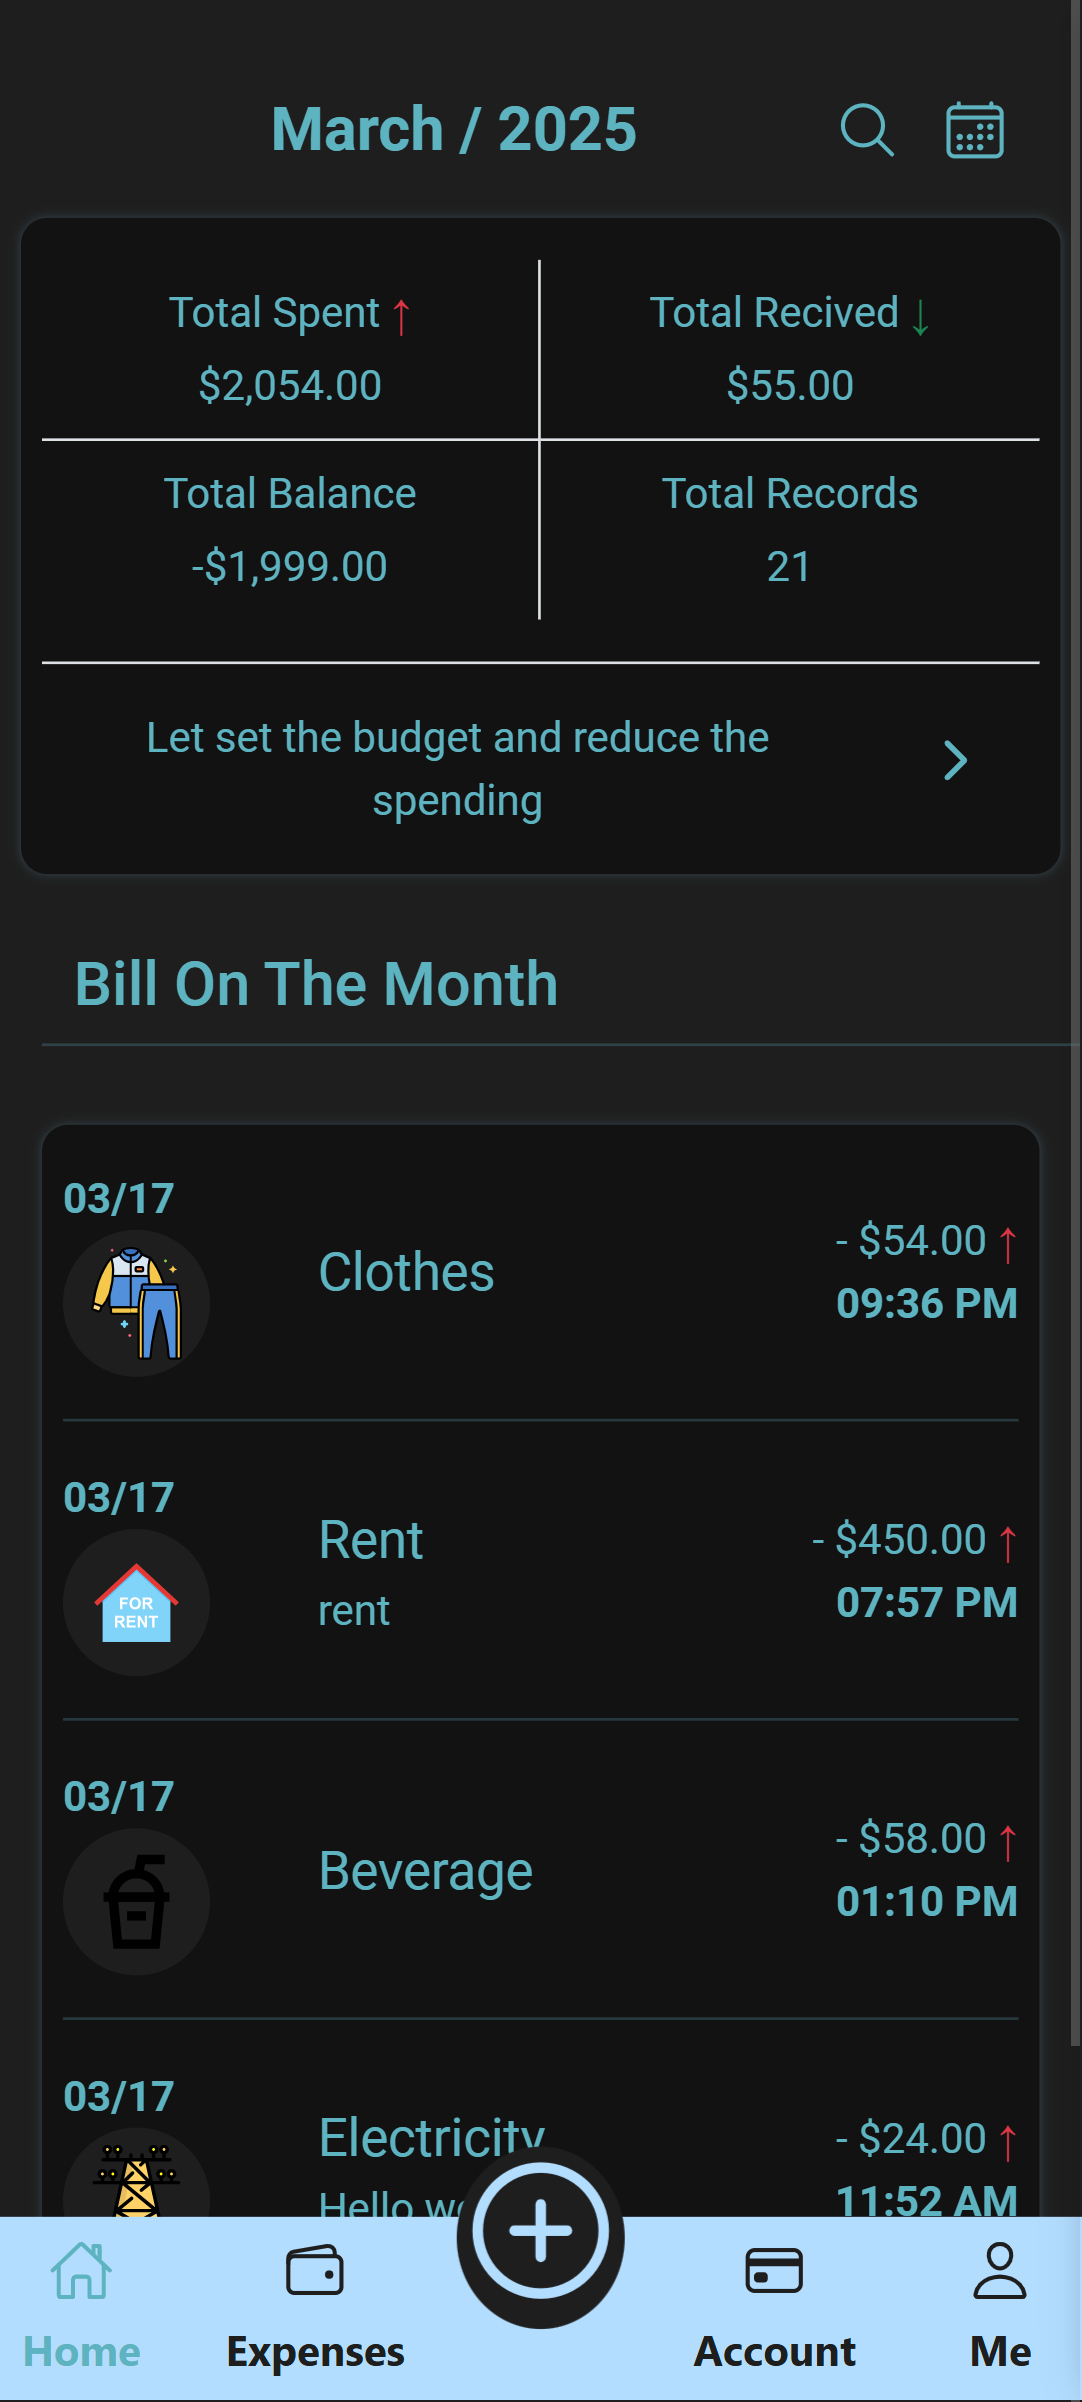 March / 2025
Total Spent ↑
$2,054.00
Total Recived ↓
$55.00
Total Balance
-$1,999.00
Total Records
21
Let set the budget and reduce the
spending
Bill On The Month
03/17
Clothes
- $54.00 ↑
09:36 PM
03/17
FOR
RENT
Rent
rent
- $450.00 ↑
07:57 PM
03/17
Beverage
- $58.00 ↑
01:10 PM
03/17
Electricity
Hello
- $24.00 ↑
11:52 AM
Home
Expenses
Account
Me